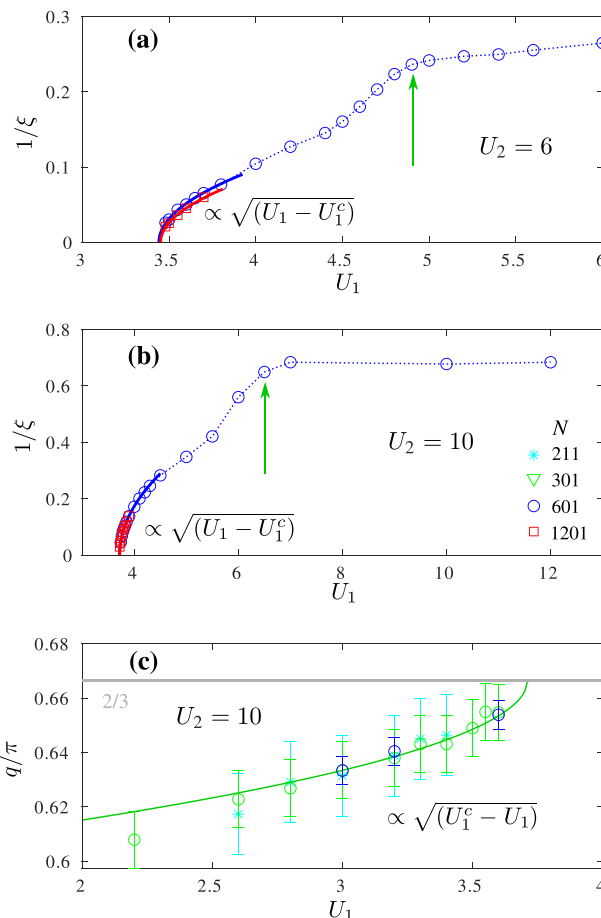 (a)
0.3
0.2
0.1
0
1/ξ
U₂ = 6
∝ √(U₁ − U₁ᶜ)
3 3.5 4 4.5 5 5.5 6
U₁
(b)
0.8
0.6
0.4
0.2
0
1/ξ
U₂ = 10
∝ √(U₁ − U₁ᶜ)
N
211
301
601
1201
4 6 8 10 12
U₁
(c)
0.68
0.66
0.64
0.62
0.6
q/π
2/3
U₂ = 10
∝ √(U₁ᶜ − U₁)
2 2.5 3 3.5 4
U₁